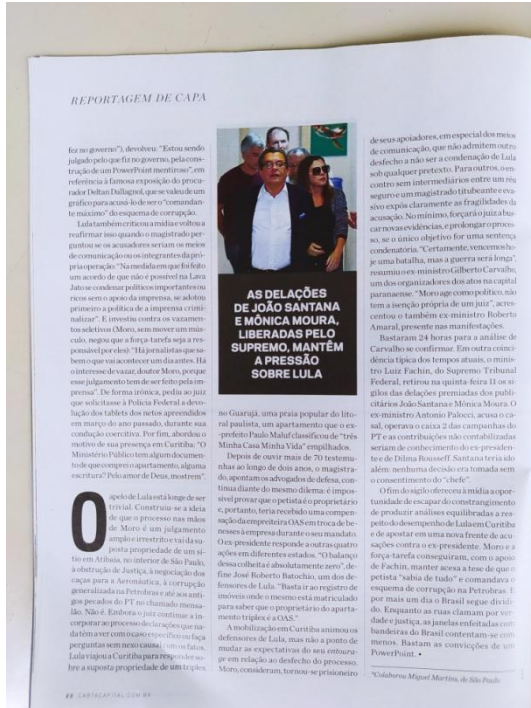 REPORTAGEM DE CAPA
fez no governo"), devolveu: "Estou sendo
julgado pelo que fiz no governo, pela cons-
trução de um PowerPoint mentiroso", em
referência à famosa exposição do procu-
rador Deltan Dallagnol, que se valeu de um
gráfico para acusá-lo de ser o "comandan-
te máximo" do esquema de corrupção.
Lula também criticou a mídia e voltou a
reafirmar isso quando o magistrado per-
guntou se os acusadores seriam os meios
de comunicação ou os integrantes da pró-
pria operação: "Na medida em que foi feito
um acordo de que não é possível na Lava
Jato se condenar políticos importantes ou
ricos sem o apoio da imprensa, se adotou
primeiro a política de a imprensa crimi-
nalizar". E investiu contra os vazamen-
tos seletivos (Moro, sem mover um mús-
culo, negou que a força-tarefa seja a res-
ponsável por eles): "Há jornalistas que sa-
bem o que vai acontecer um dia antes. Há
o interesse de vazar, doutor Moro, porque
esse julgamento tem de ser feito pela im-
prensa". De forma irônica, pediu ao juiz
que solicitasse à Polícia Federal a devo-
lução dos tablets dos netos apreendidos
em março do ano passado, durante sua
condução coercitiva. Por fim, abordou o
motivo de sua presença em Curitiba: "O
Ministério Público tem algum documen-
to de que comprei o apartamento, alguma
escritura? Pelo amor de Deus, mostrem".
O apelo de Lula está longe de ser
trivial. Construiu-se a ideia
de que o processo nas mãos
de Moro é um julgamento
amplo e irrestrito e vai da su-
posta propriedade de um sí-
tio em Atibaia, no interior de São Paulo,
à obstrução de Justiça, à negociação dos
caças para a Aeronáutica, à corrupção
generalizada na Petrobras e até aos anti-
gos pecados do PT no chamado mensa-
lão. Não é. Embora o juiz continue a in-
corporar ao processo declarações que na-
da têm a ver com o caso específico ou faça
perguntas sem nexo causal com os fatos,
Lula viajou a Curitiba para responder so-
bre a suposta propriedade de um triplex
AS DELAÇÕES
DE JOÃO SANTANA
E MÔNICA MOURA,
LIBERADAS PELO
SUPREMO, MANTÊM
A PRESSÃO
SOBRE LULA
no Guarujá, uma praia popular do lito-
ral paulista, um apartamento que o ex-
-prefeito Paulo Maluf classificou de "três
Minha Casa Minha Vida" empilhados.
Depois de ouvir mais de 70 testemu-
nhas ao longo de dois anos, o magistra-
do, apontam os advogados de defesa, con-
tinua diante do mesmo dilema: é impos-
sível provar que o petista é o proprietário
e, portanto, teria recebido uma compen-
sação da empreiteira OAS em troca de be-
nesses à empresa durante o seu mandato.
O ex-presidente responde a outras quatro
ações em diferentes estados. "O balanço
dessa colheita é absolutamente zero", de-
fine José Roberto Batochio, um dos de-
fensores de Lula. "Basta ir ao registro de
imóveis onde o mesmo está matriculado
para saber que o proprietário do aparta-
mento triplex é a OAS."
A mobilização em Curitiba animou os
defensores de Lula, mas não a ponto de
mudar as expectativas do seu entoura-
ge em relação ao desfecho do processo.
Moro, consideram, tornou-se prisioneiro
de seus apoiadores, em especial dos meios
de comunicação, que não admitem outro
desfecho a não ser a condenação de Lula
sob qualquer pretexto. Para outros, o en-
contro sem intermediários entre um réu
seguro e um magistrado titubeante e eva-
sivo expôs claramente as fragilidades da
acusação. No mínimo, forçará o juiz a bus-
car novas evidências, e prolongar o proces-
so, se o único objetivo for uma sentença
condenatória. "Certamente, vencemos ho-
je uma batalha, mas a guerra será longa",
resumiu o ex-ministro Gilberto Carvalho,
um dos organizadores dos atos na capital
paranaense. "Moro age como político, não
tem a isenção própria de um juiz", acres-
centou o também ex-ministro Roberto
Amaral, presente nas manifestações.
Bastaram 24 horas para a análise de
Carvalho se confirmar. Em outra coinci-
dência típica dos tempos atuais, o minis-
tro Luiz Fachin, do Supremo Tribunal
Federal, retirou na quinta-feira 11 os si-
gilos das delações premiadas dos publi-
citários João Santana e Mônica Moura. O
ex-ministro Antonio Palocci, acusa o ca-
sal, operava o caixa 2 das campanhas do
PT e as contribuições não contabilizadas
seriam de conhecimento do ex-presiden-
te e de Dilma Rousseff. Santana teria ido
além: nenhuma decisão era tomada sem
o consentimento do "chefe".
O fim do sigilo ofereceu à mídia a opor-
tunidade de escapar do constrangimento
de produzir análises equilibradas a res-
peito do desempenho de Lula em Curitiba
e de apostar em uma nova frente de acu-
sações contra o ex-presidente. Moro e a
força-tarefa conseguiram, com o apoio
de Fachin, manter acesa a tese de que o
petista "sabia de tudo" e comandava o
esquema de corrupção na Petrobras. E
por mais um dia o Brasil segue dividi-
do. Enquanto as ruas clamam por ver-
dade e justiça, as janelas enfeitadas com
bandeiras do Brasil contentam-se com
menos. Bastam as convicções de um
PowerPoint. •
*Colaborou Miguel Martins, de São Paulo
22 CARTACAPITAL.COM.BR